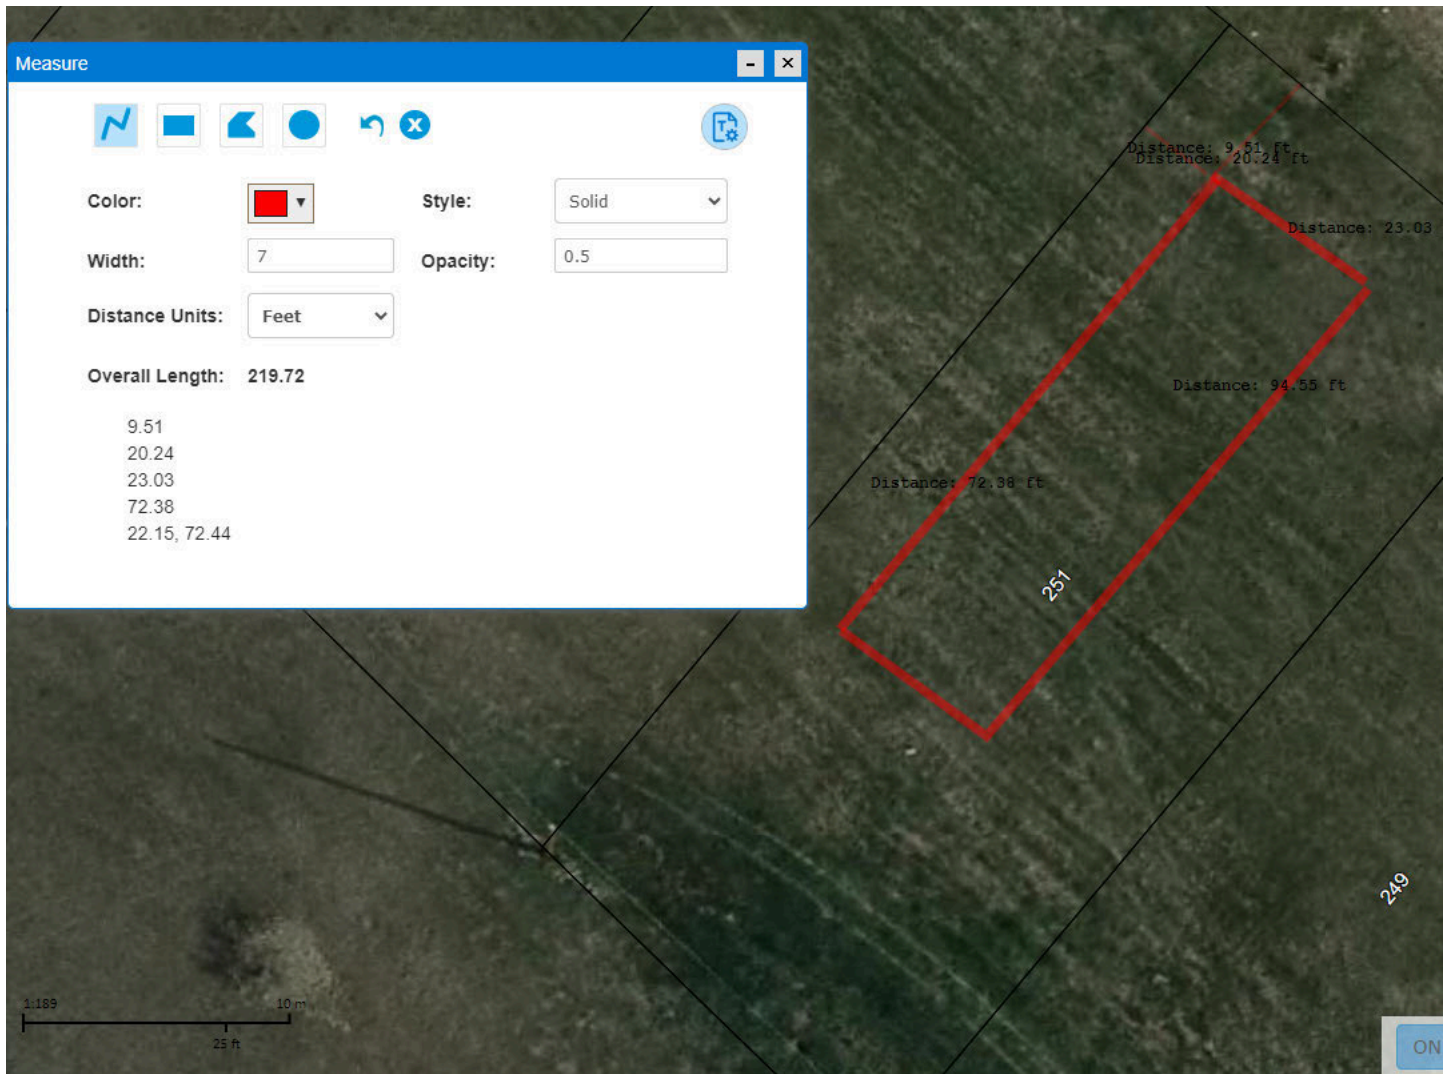 Measure
Color:
Style:
Solid
Width:
7
Opacity:
0.5
Distance Units:
Feet
Overall Length: 219.72
9.51
20.24
23.03
72.38
22.15, 72.44
Distance: 9.51 ft
Distance: 20.24 ft
Distance: 23.03
Distance: 94.55 ft
Distance: 72.38 ft
251
249
1:189
10 m
25 ft
ON